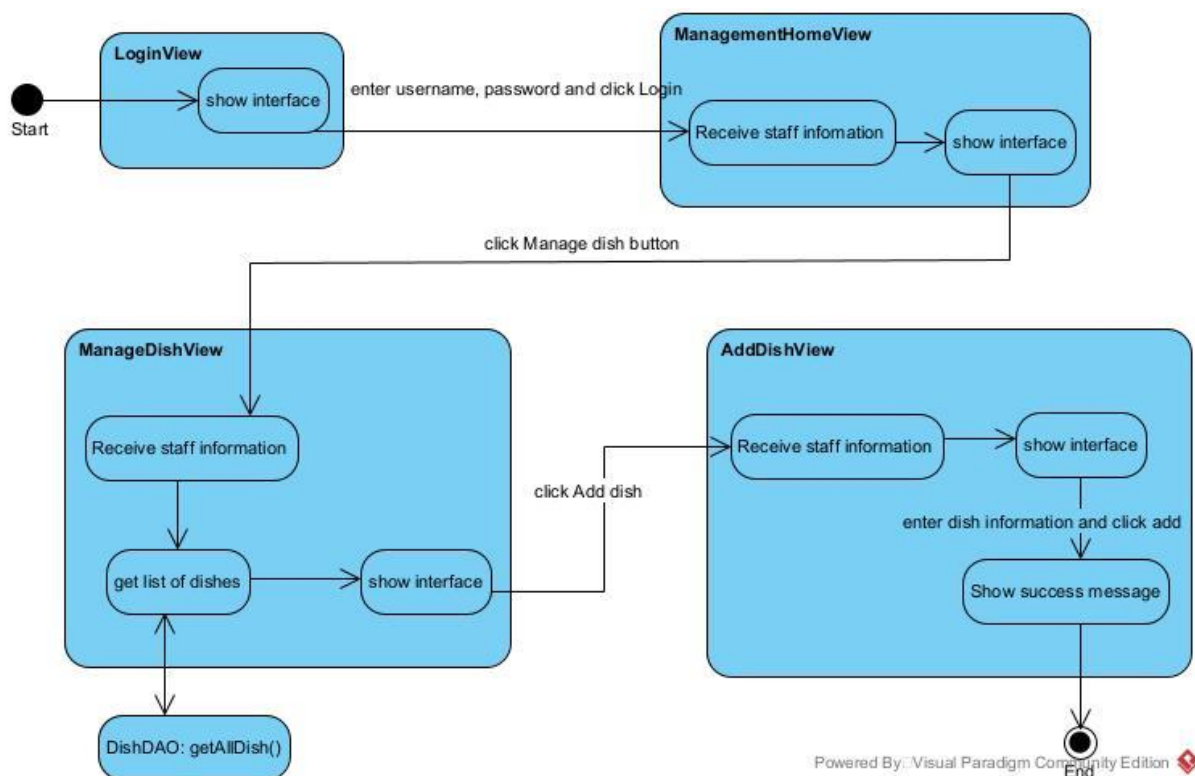 LoginView
show interface
Start
enter username, password and click Login
ManagementHomeView
Receive staff infomation
show interface
click Manage dish button
ManageDishView
Receive staff information
get list of dishes
show interface
DishDAO: getAllDish()
click Add dish
AddDishView
Receive staff information
show interface
enter dish information and click add
Show success message
End
Powered By: Visual Paradigm Community Edition